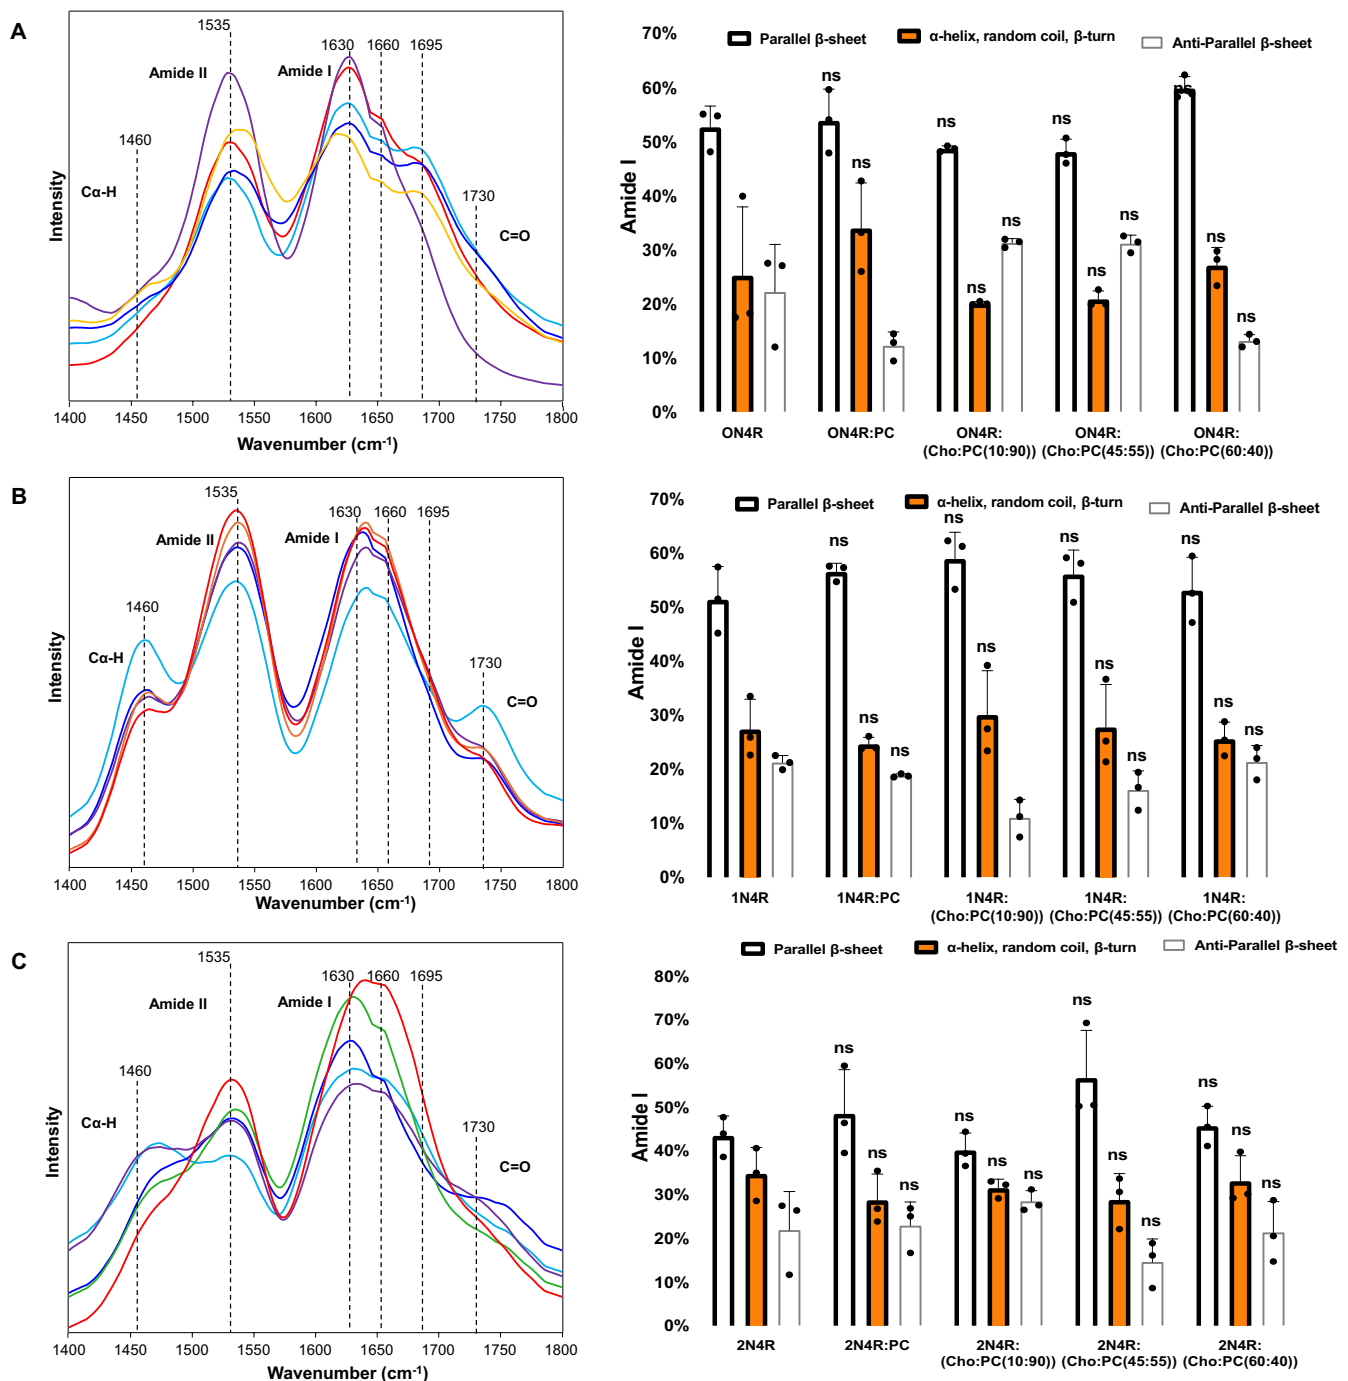 A
1535
1630 1660 1695
Amide II
Amide I
1460
Cα-H
1730
C=O
Intensity
1400 1450 1500 1550 1600 1650 1700 1750 1800
Wavenumber (cm-1)
Parallel β-sheet
α-helix, random coil, β-turn
Anti-Parallel β-sheet
Amide I
70%
60%
50%
40%
30%
20%
10%
0%
ns ns
ns ns ns
ns ns ns
ns ns ns
ON4R
ON4R:PC
ON4R:
(Cho:PC(10:90))
ON4R:
(Cho:PC(45:55))
ON4R:
(Cho:PC(60:40))
B
1535
1630 1660 1695
Amide II
Amide I
1460
Cα-H
1730
C=O
Intensity
1400 1450 1500 1550 1600 1650 1700 1750 1800
Wavenumber (cm-1)
Parallel β-sheet
α-helix, random coil, β-turn
Anti-Parallel β-sheet
Amide I
70%
60%
50%
40%
30%
20%
10%
0%
ns ns ns
ns ns ns
ns ns ns
ns ns ns
1N4R
1N4R:PC
1N4R:
(Cho:PC(10:90))
1N4R:
(Cho:PC(45:55))
1N4R:
(Cho:PC(60:40))
C
1535
1630 1660 1695
Amide II
Amide I
1460
Cα-H
1730
C=O
Intensity
1400 1450 1500 1550 1600 1650 1700 1750 1800
Wavenumber (cm-1)
Parallel β-sheet
α-helix, random coil, β-turn
Anti-Parallel β-sheet
Amide I
80%
70%
60%
50%
40%
30%
20%
10%
0%
ns ns ns
ns ns ns
ns ns ns
ns ns ns
2N4R
2N4R:PC
2N4R:
(Cho:PC(10:90))
2N4R:
(Cho:PC(45:55))
2N4R:
(Cho:PC(60:40))